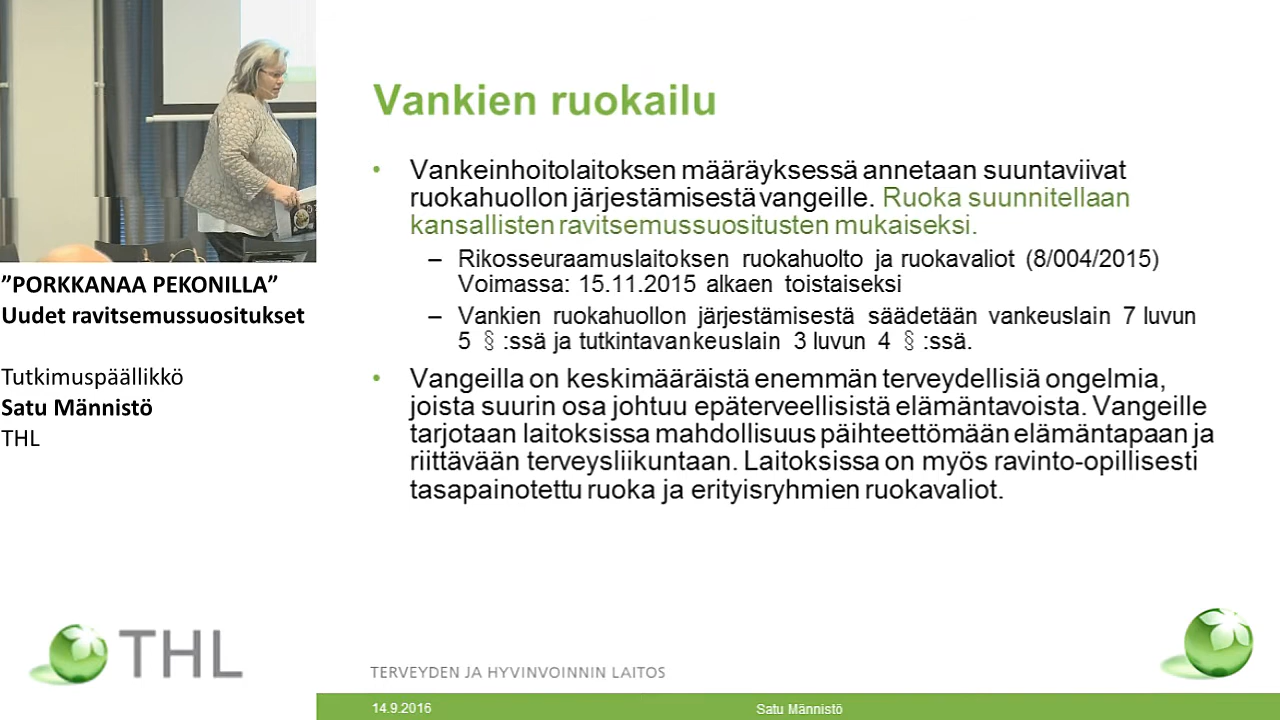 Vankien ruokailu
• Vankeinhoitolaitoksen määräyksessä annetaan suuntaviivat
ruokahuollon järjestämisestä vangeille. Ruoka suunnitellaan
kansallisten ravitsemussuositusten mukaiseksi.
– Rikosseuraamuslaitoksen ruokahuolto ja ruokavaliot (8/004/2015)
Voimassa: 15.11.2015 alkaen toistaiseksi
– Vankien ruokahuollon järjestämisestä säädetään vankeuslain 7 luvun
5 § :ssä ja tutkintavankeuslain 3 luvun 4 § :ssä.
• Vangeilla on keskimääräistä enemmän terveydellisiä ongelmia,
joista suurin osa johtuu epäterveellisistä elämäntavoista. Vangeille
tarjotaan laitoksissa mahdollisuus päihteettömään elämäntapaan ja
riittävään terveysliikuntaan. Laitoksissa on myös ravinto-opillisesti
tasapainotettu ruoka ja erityisryhmien ruokavaliot.
”PORKKANAA PEKONILLA”
Uudet ravitsemussuositukset
Tutkimuspäällikkö
Satu Männistö
THL
THL
TERVEYDEN JA HYVINVOINNIN LAITOS
14.9.2016
Satu Männistö